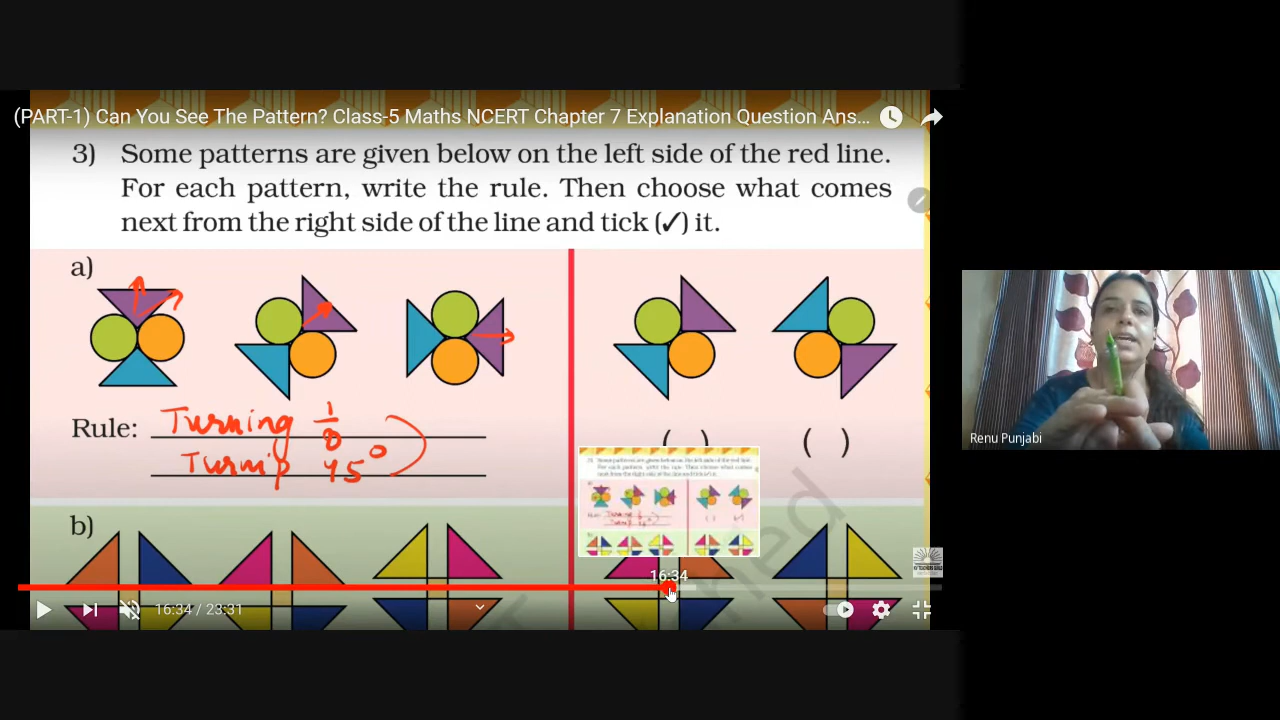 (PART-1) Can You See The Pattern? Class-5 Maths NCERT Chapter 7 Explanation Question Ans...
3) Some patterns are given below on the left side of the red line.
For each pattern, write the rule. Then choose what comes
next from the right side of the line and tick (✓) it.
a)
Rule: Turning 1/8
Turnip 45°
( ) ( )
b)
16:34
16:34 / 23:31
Renu Punjabi